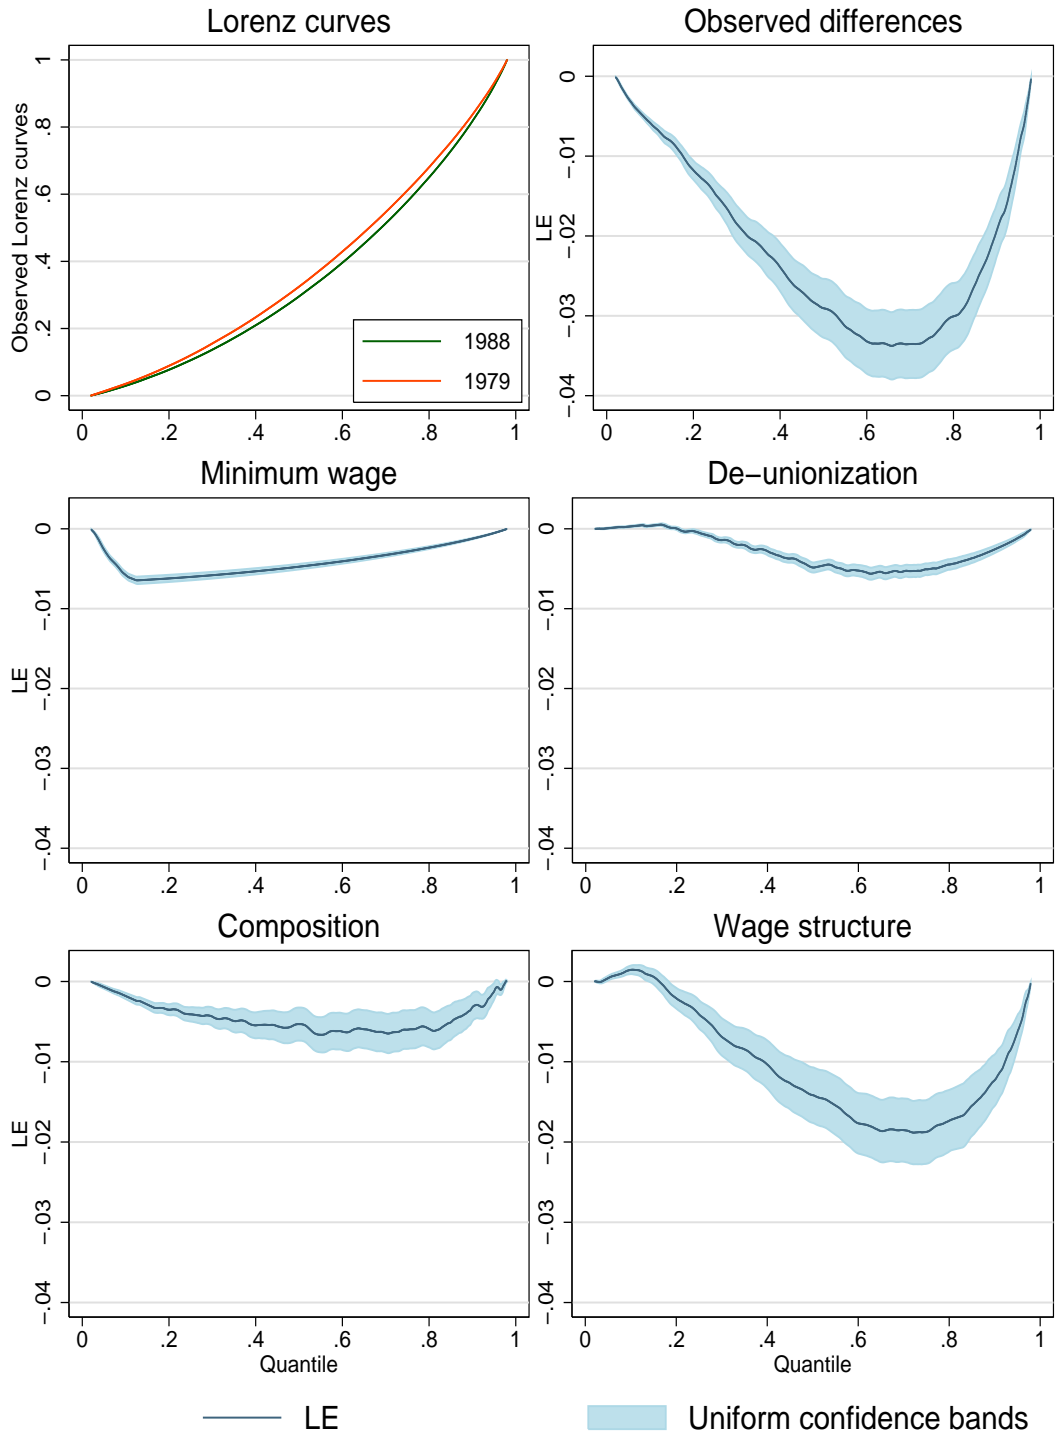 Lorenz curves
Observed Lorenz curves
1
.8
.6
.4
.2
0
1988
1979
0 .2 .4 .6 .8 1
Observed differences
LE
0
−.01
−.02
−.03
−.04
0 .2 .4 .6 .8 1
Minimum wage
LE
0
−.01
−.02
−.03
−.04
0 .2 .4 .6 .8 1
De−unionization
0
−.01
−.02
−.03
−.04
0 .2 .4 .6 .8 1
Composition
LE
0
−.01
−.02
−.03
−.04
0 .2 .4 .6 .8 1
Quantile
Wage structure
0
−.01
−.02
−.03
−.04
0 .2 .4 .6 .8 1
Quantile
LE Uniform confidence bands